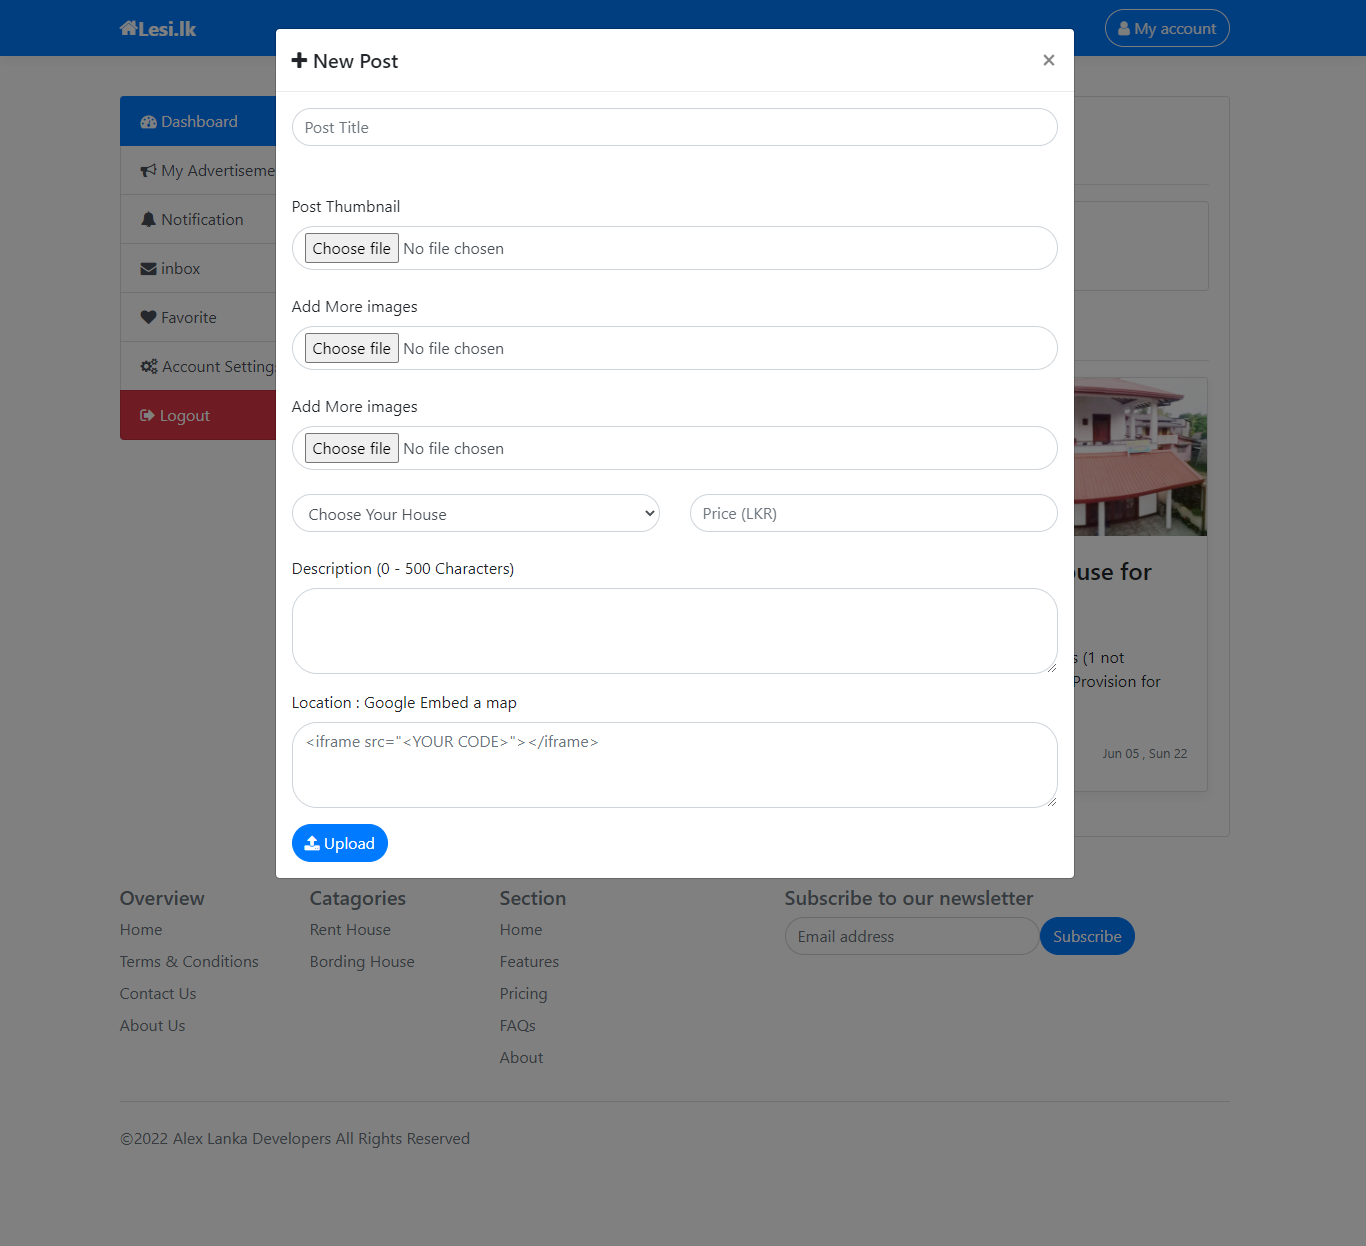 Lesi.lk
My account
New Post
×
Post Title
Dashboard
My Advertiseme
Notification
inbox
Favorite
Account Setting
Logout
Post Thumbnail
Choose file No file chosen
Add More images
Choose file No file chosen
Add More images
Choose file No file chosen
Choose Your House
Price (LKR)
Description (0 - 500 Characters)
Location : Google Embed a map
<iframe src="<YOUR CODE>"></iframe>
Upload
use for
s (1 not
Provision for
Jun 05 , Sun 22
Overview
Home
Terms & Conditions
Contact Us
About Us
Catagories
Rent House
Bording House
Section
Home
Features
Pricing
FAQs
About
Subscribe to our newsletter
Email address
Subscribe
©2022 Alex Lanka Developers All Rights Reserved